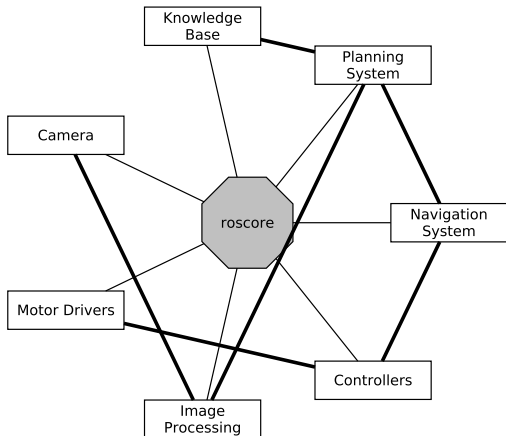 Knowledge
Base
Planning
System
Camera
roscore
Navigation
System
Motor Drivers
Controllers
Image
Processing